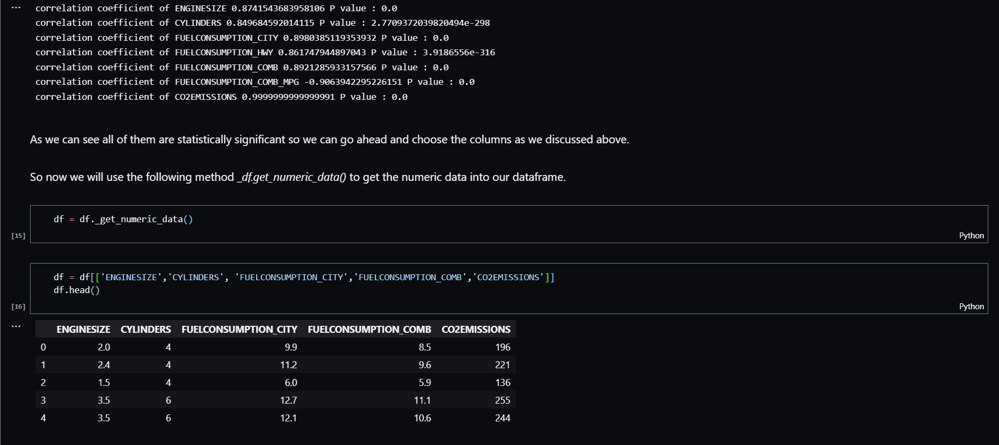 correlation coefficient of ENGINESIZE 0.8741543683958106 P value : 0.0
correlation coefficient of CYLINDERS 0.849684592014115 P value : 2.7709372039820494e-298
correlation coefficient of FUELCONSUMPTION_CITY 0.8980385119353932 P value : 0.0
correlation coefficient of FUELCONSUMPTION_HWY 0.861747944897043 P value : 3.9186556e-316
correlation coefficient of FUELCONSUMPTION_COMB 0.8921285933157566 P value : 0.0
correlation coefficient of FUELCONSUMPTION_COMB_MPG -0.9063942295226151 P value : 0.0
correlation coefficient of CO2EMISSIONS 0.9999999999999991 P value : 0.0
As we can see all of them are statistically significant so we can go ahead and choose the columns as we discussed above.
So now we will use the following method _df.get_numeric_data() to get the numeric data into our dataframe.
df = df._get_numeric_data()
[15]
Python
df = df[['ENGINESIZE','CYLINDERS', 'FUELCONSUMPTION_CITY','FUELCONSUMPTION_COMB','CO2EMISSIONS']]
df.head()
[16]
Python
ENGINESIZE CYLINDERS FUELCONSUMPTION_CITY FUELCONSUMPTION_COMB CO2EMISSIONS
0 2.0 4 9.9 8.5 196
1 2.4 4 11.2 9.6 221
2 1.5 4 6.0 5.9 136
3 3.5 6 12.7 11.1 255
4 3.5 6 12.1 10.6 244